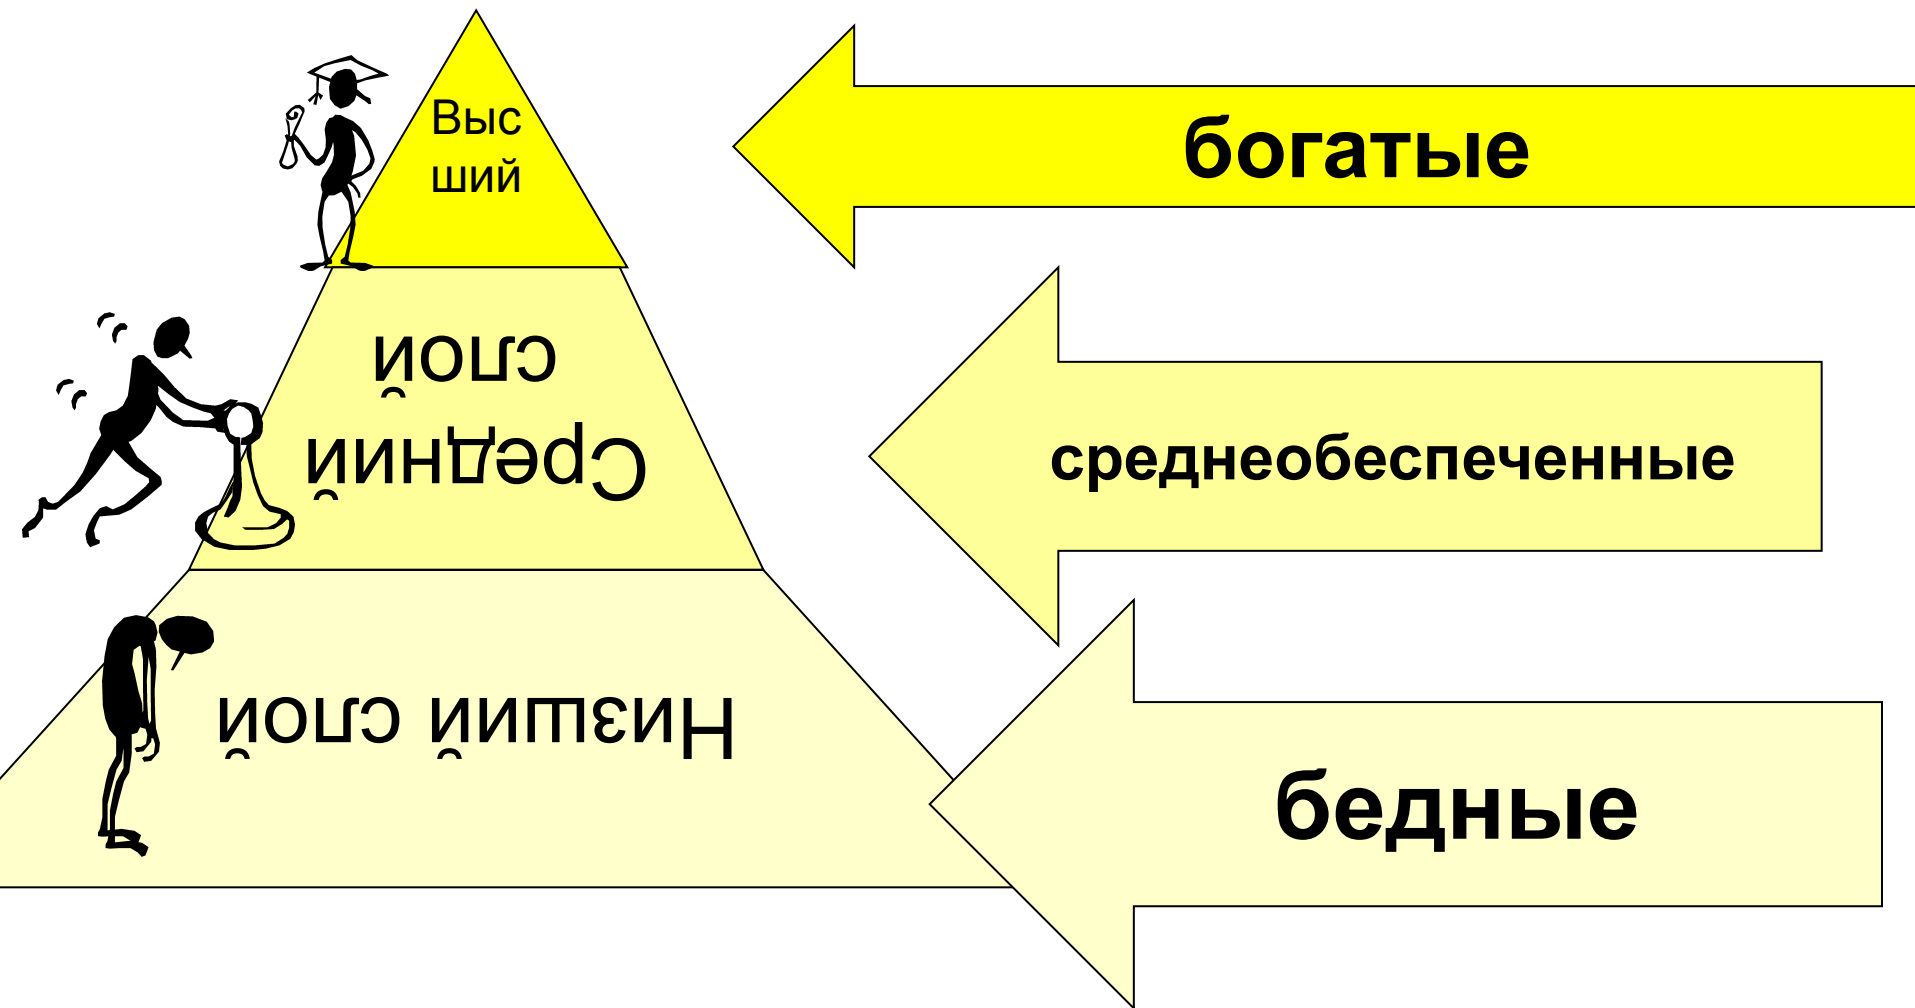 Выс
ший
богатые
Средний
слой
среднеобеспеченные
Низший слой
бедные